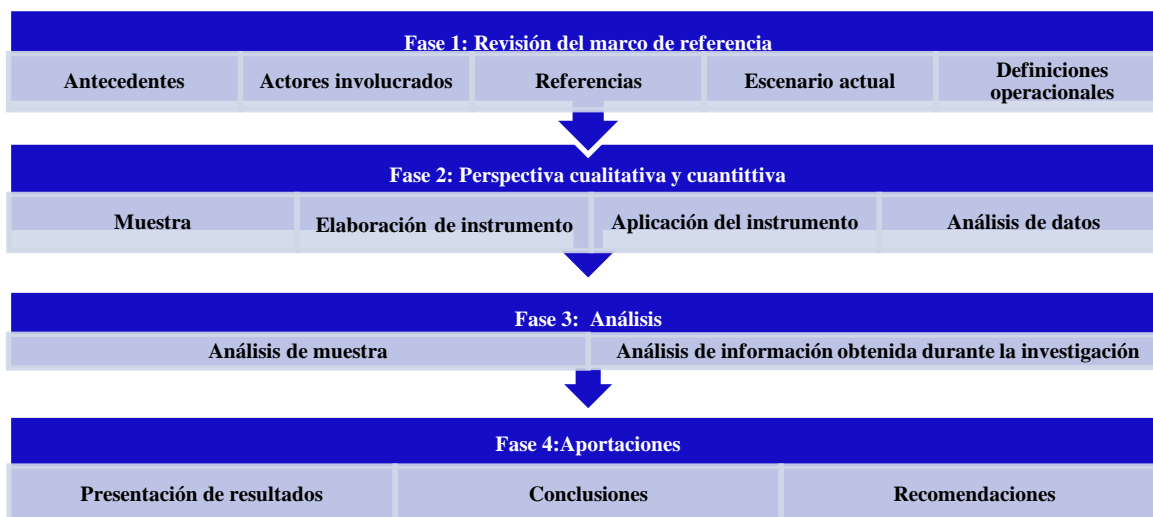 Fase 1: Revisión del marco de referencia
Antecedentes
Actores involucrados
Referencias
Escenario actual
Definiciones
operacionales
Fase 2: Perspectiva cualitativa y cuantittiva
Muestra
Elaboración de instrumento
Aplicación del instrumento
Análisis de datos
Fase 3: Análisis
Análisis de muestra
Análisis de información obtenida durante la investigación
Fase 4:Aportaciones
Presentación de resultados
Conclusiones
Recomendaciones